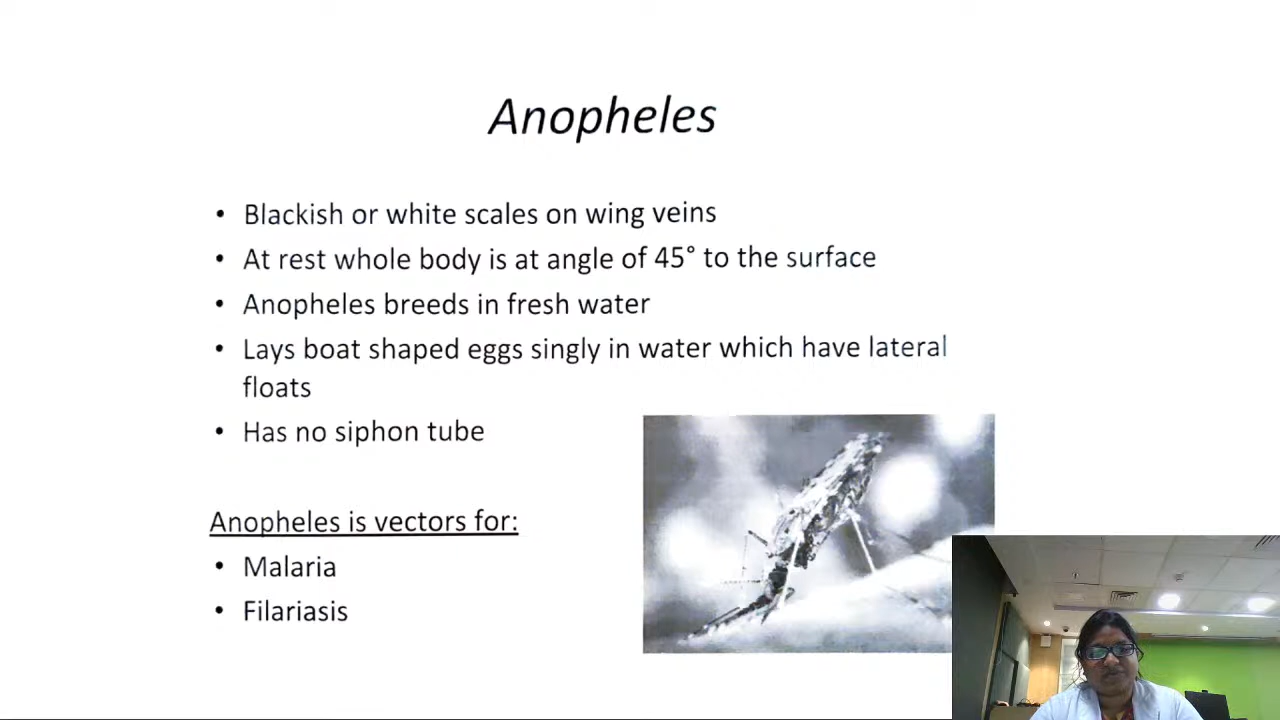 Anopheles
• Blackish or white scales on wing veins
• At rest whole body is at angle of 45° to the surface
• Anopheles breeds in fresh water
• Lays boat shaped eggs singly in water which have lateral
floats
• Has no siphon tube
Anopheles is vectors for:
• Malaria
• Filariasis